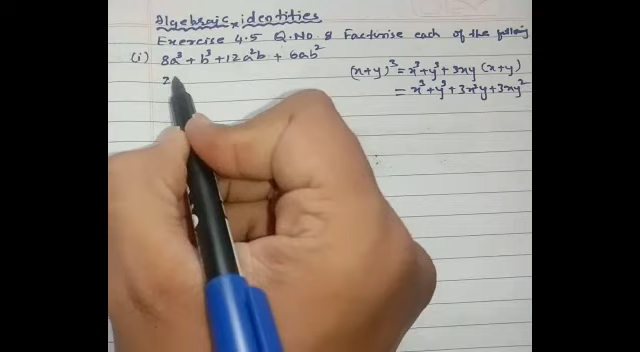 Algebraic identities
Exercise 4.5 Q.No 8 Factorise each of the following
(i) 8a³ + b³ + 12a²b + 6ab²
(x+y)³ = x³+y³+3xy(x+y)
= x³+y³+3x²y+3xy²
2